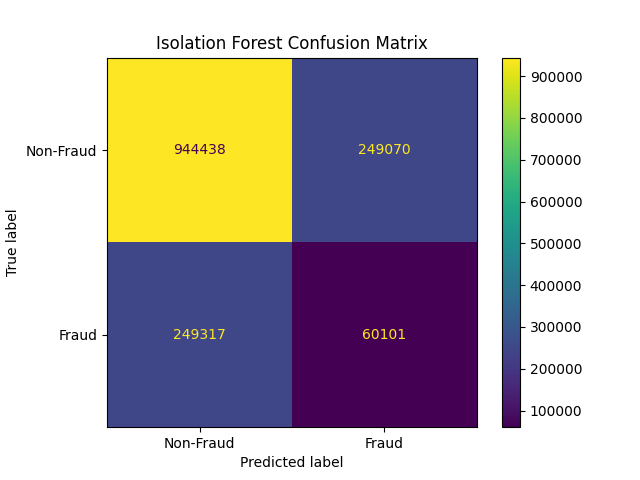 Isolation Forest Confusion Matrix
True label
Non-Fraud
Fraud
944438
249070
249317
60101
Non-Fraud
Fraud
Predicted label
900000
800000
700000
600000
500000
400000
300000
200000
100000